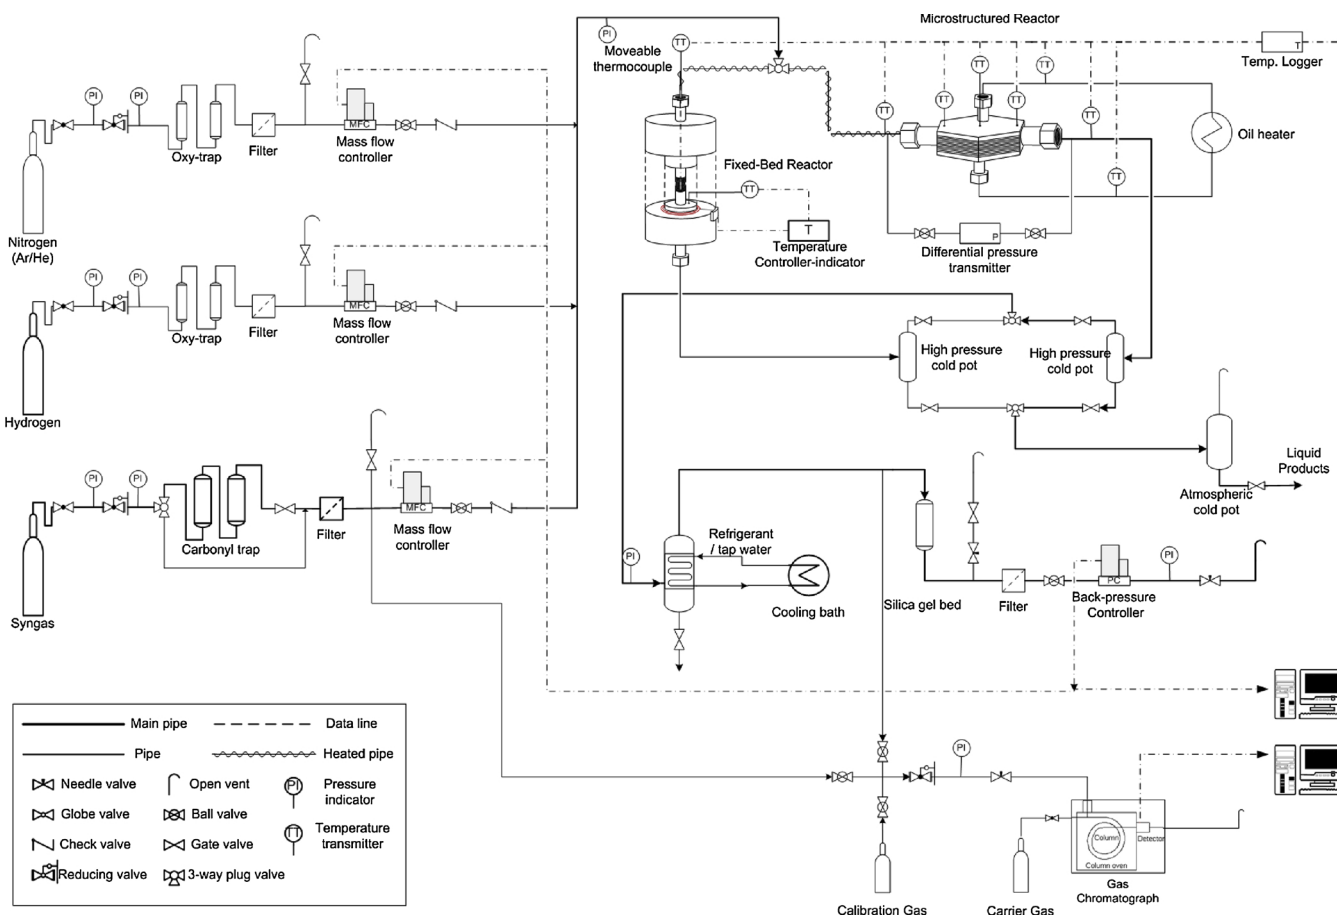 Microstructured Reactor
PI
Moveable
thermocouple
TT
TT
TT
TT
T
Temp. Logger
PI
PI
MFC
Oxy-trap
Filter
Mass flow
controller
TT
TT
TT
TT
Oil heater
Fixed-Bed Reactor
TT
TT
Nitrogen
(Ar/He)
T
Temperature
Controller-indicator
P
Differential pressure
transmitter
PI
PI
MFC
Oxy-trap
Filter
Mass flow
controller
High pressure
cold pot
High pressure
cold pot
Hydrogen
Liquid
Products
Atmospheric
cold pot
PI
PI
MFC
Carbonyl trap
Filter
Mass flow
controller
Refrigerant
/ tap water
PI
Cooling bath
Silica gel bed
Filter
PC
Back-pressure
Controller
PI
Syngas
Main pipe
Data line
Pipe
Heated pipe
Needle valve
Open vent
PI
Pressure
indicator
Globe valve
Ball valve
Check valve
Gate valve
TT
Temperature
transmitter
Reducing valve
3-way plug valve
PI
Column
Detector
Column oven
Gas
Chromatograph
Calibration Gas
Carrier Gas